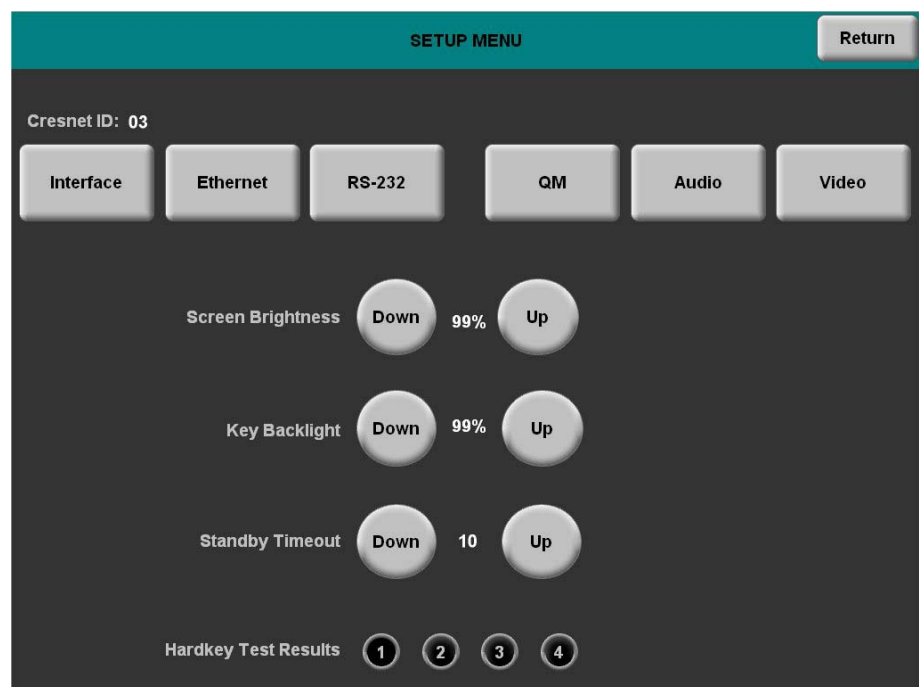 SETUP MENU Return
Cresnet ID: 03
Interface Ethernet RS-232 QM Audio Video
Screen Brightness Down 99% Up
Key Backlight Down 99% Up
Standby Timeout Down 10 Up
Hardkey Test Results 1 2 3 4